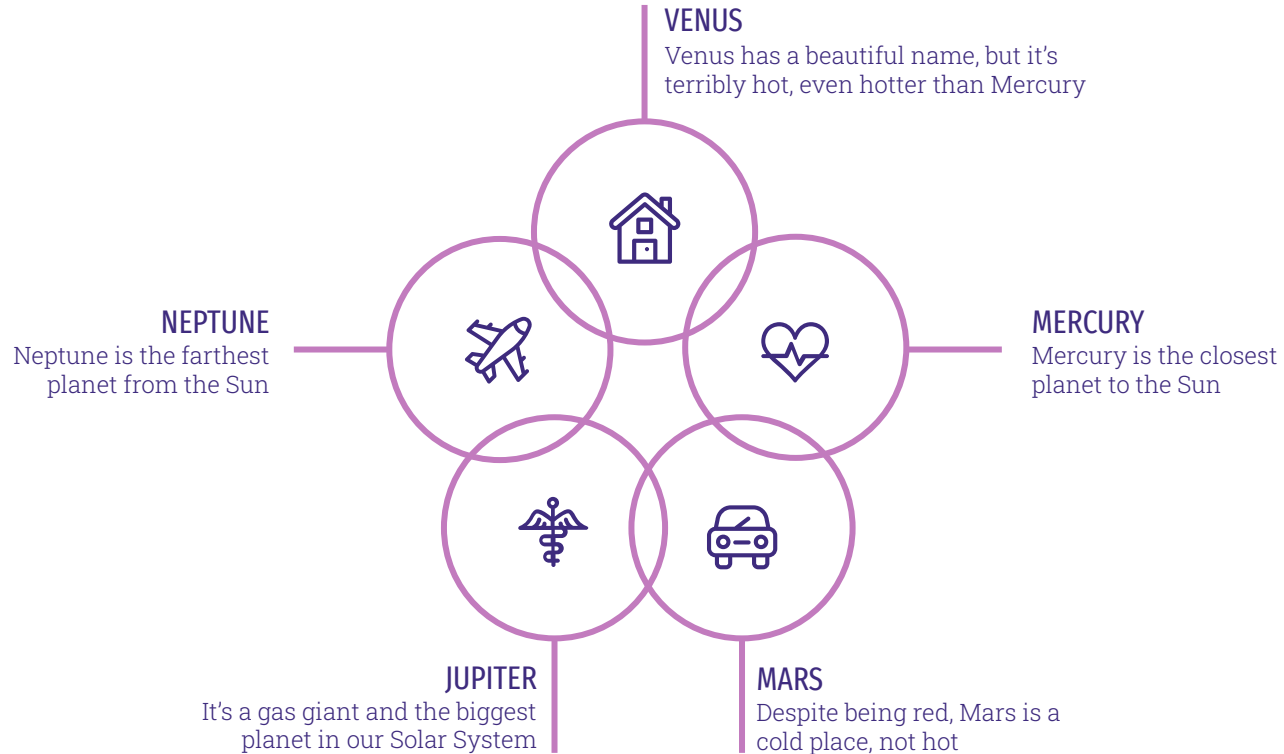 VENUS
Venus has a beautiful name, but it’s
terribly hot, even hotter than Mercury
NEPTUNE
Neptune is the farthest
planet from the Sun
MERCURY
Mercury is the closest
planet to the Sun
JUPITER
It’s a gas giant and the biggest
planet in our Solar System
MARS
Despite being red, Mars is a
cold place, not hot